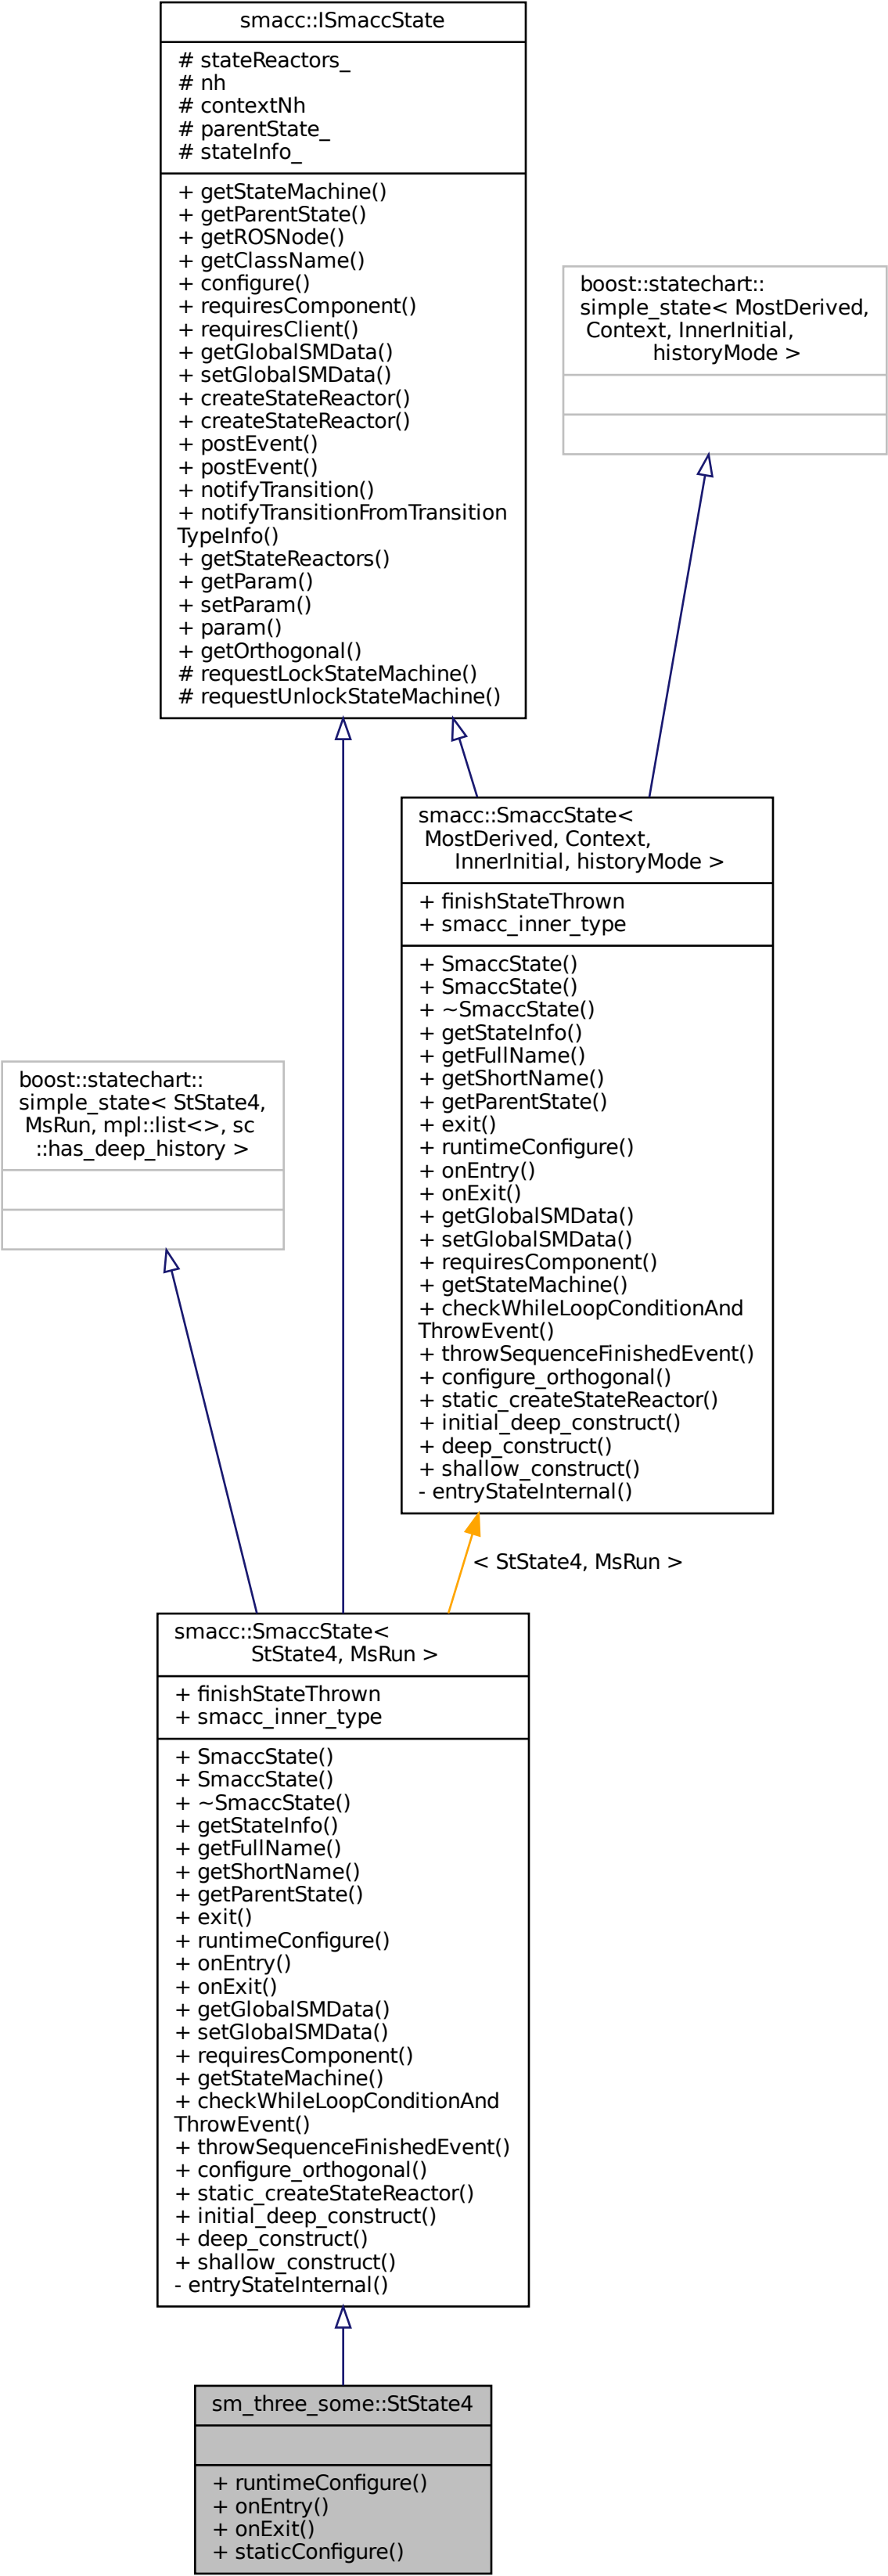 smacc::ISmaccState
# stateReactors_
# nh
# contextNh
# parentState_
# stateInfo_
+ getStateMachine()
+ getParentState()
+ getROSNode()
+ getClassName()
+ configure()
+ requiresComponent()
+ requiresClient()
+ getGlobalSMData()
+ setGlobalSMData()
+ createStateReactor()
+ createStateReactor()
+ postEvent()
+ postEvent()
+ notifyTransition()
+ notifyTransitionFromTransition
TypeInfo()
+ getStateReactors()
+ getParam()
+ setParam()
+ param()
+ getOrthogonal()
# requestLockStateMachine()
# requestUnlockStateMachine()
boost::statechart::
simple_state< MostDerived,
Context, InnerInitial,
historyMode >
smacc::SmaccState<
MostDerived, Context,
InnerInitial, historyMode >
+ finishStateThrown
+ smacc_inner_type
+ SmaccState()
+ SmaccState()
+ ~SmaccState()
+ getStateInfo()
+ getFullName()
+ getShortName()
+ getParentState()
+ exit()
+ runtimeConfigure()
+ onEntry()
+ onExit()
+ getGlobalSMData()
+ setGlobalSMData()
+ requiresComponent()
+ getStateMachine()
+ checkWhileLoopConditionAnd
ThrowEvent()
+ throwSequenceFinishedEvent()
+ configure_orthogonal()
+ static_createStateReactor()
+ initial_deep_construct()
+ deep_construct()
+ shallow_construct()
- entryStateInternal()
boost::statechart::
simple_state< StState4,
MsRun, mpl::list<>, sc
::has_deep_history >
< StState4, MsRun >
smacc::SmaccState<
StState4, MsRun >
+ finishStateThrown
+ smacc_inner_type
+ SmaccState()
+ SmaccState()
+ ~SmaccState()
+ getStateInfo()
+ getFullName()
+ getShortName()
+ getParentState()
+ exit()
+ runtimeConfigure()
+ onEntry()
+ onExit()
+ getGlobalSMData()
+ setGlobalSMData()
+ requiresComponent()
+ getStateMachine()
+ checkWhileLoopConditionAnd
ThrowEvent()
+ throwSequenceFinishedEvent()
+ configure_orthogonal()
+ static_createStateReactor()
+ initial_deep_construct()
+ deep_construct()
+ shallow_construct()
- entryStateInternal()
sm_three_some::StState4
+ runtimeConfigure()
+ onEntry()
+ onExit()
+ staticConfigure()